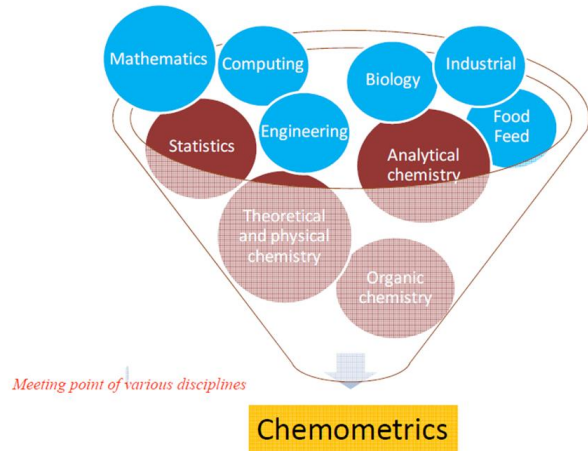 Mathematics
Computing
Biology
Industrial
Statistics
Engineering
Analytical
chemistry
Food
Feed
Theoretical
and physical
chemistry
Organic
chemistry
Meeting point of various disciplines
Chemometrics